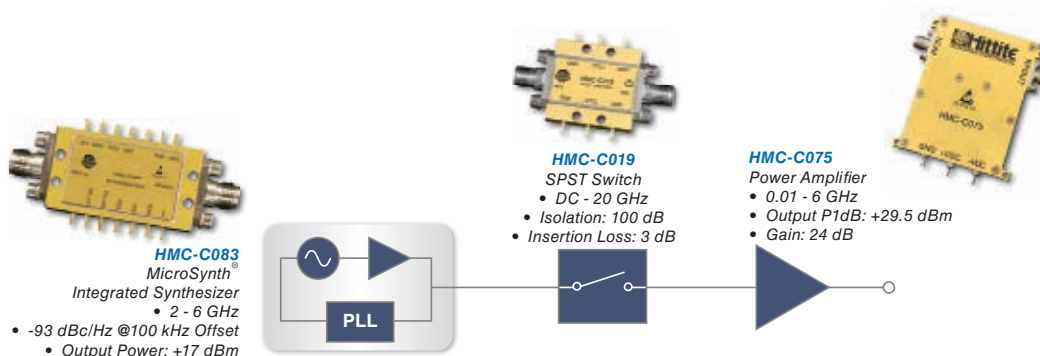 Hittite
HMC-C075
HMC-C019
HMC-C019
SPST Switch
• DC - 20 GHz
• Isolation: 100 dB
• Insertion Loss: 3 dB
HMC-C075
Power Amplifier
• 0.01 - 6 GHz
• Output P1dB: +29.5 dBm
• Gain: 24 dB
HMC-C083
MicroSynth®
Integrated Synthesizer
• 2 - 6 GHz
• -93 dBc/Hz @100 kHz Offset
• Output Power: +17 dBm
PLL